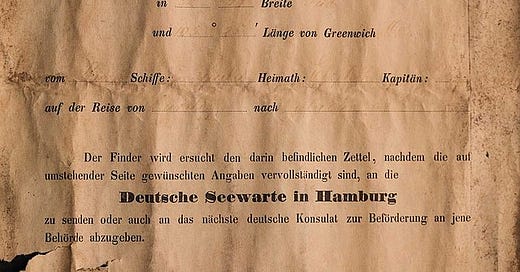 in Breite
und ° ′ Länge von Greenwich
vom Schiffe: Heimath: Kapitän:
auf der Reise von nach
Der Finder wird ersucht den darin befindlichen Zettel, nachdem die auf
umstehender Seite gewünschten Angaben vervollständigt sind, an die
Deutsche Seewarte in Hamburg
zu senden oder auch an das nächste deutsche Konsulat zur Beförderung an jene
Behörde abzugeben.